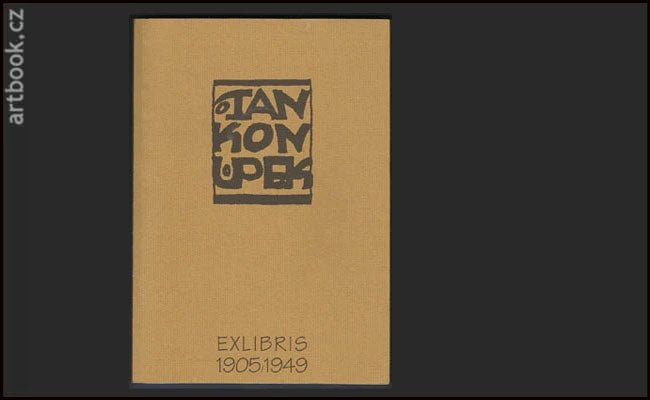 artbook.cz
JAN
KON
ŮPEK
EXLIBRIS
1905/1949